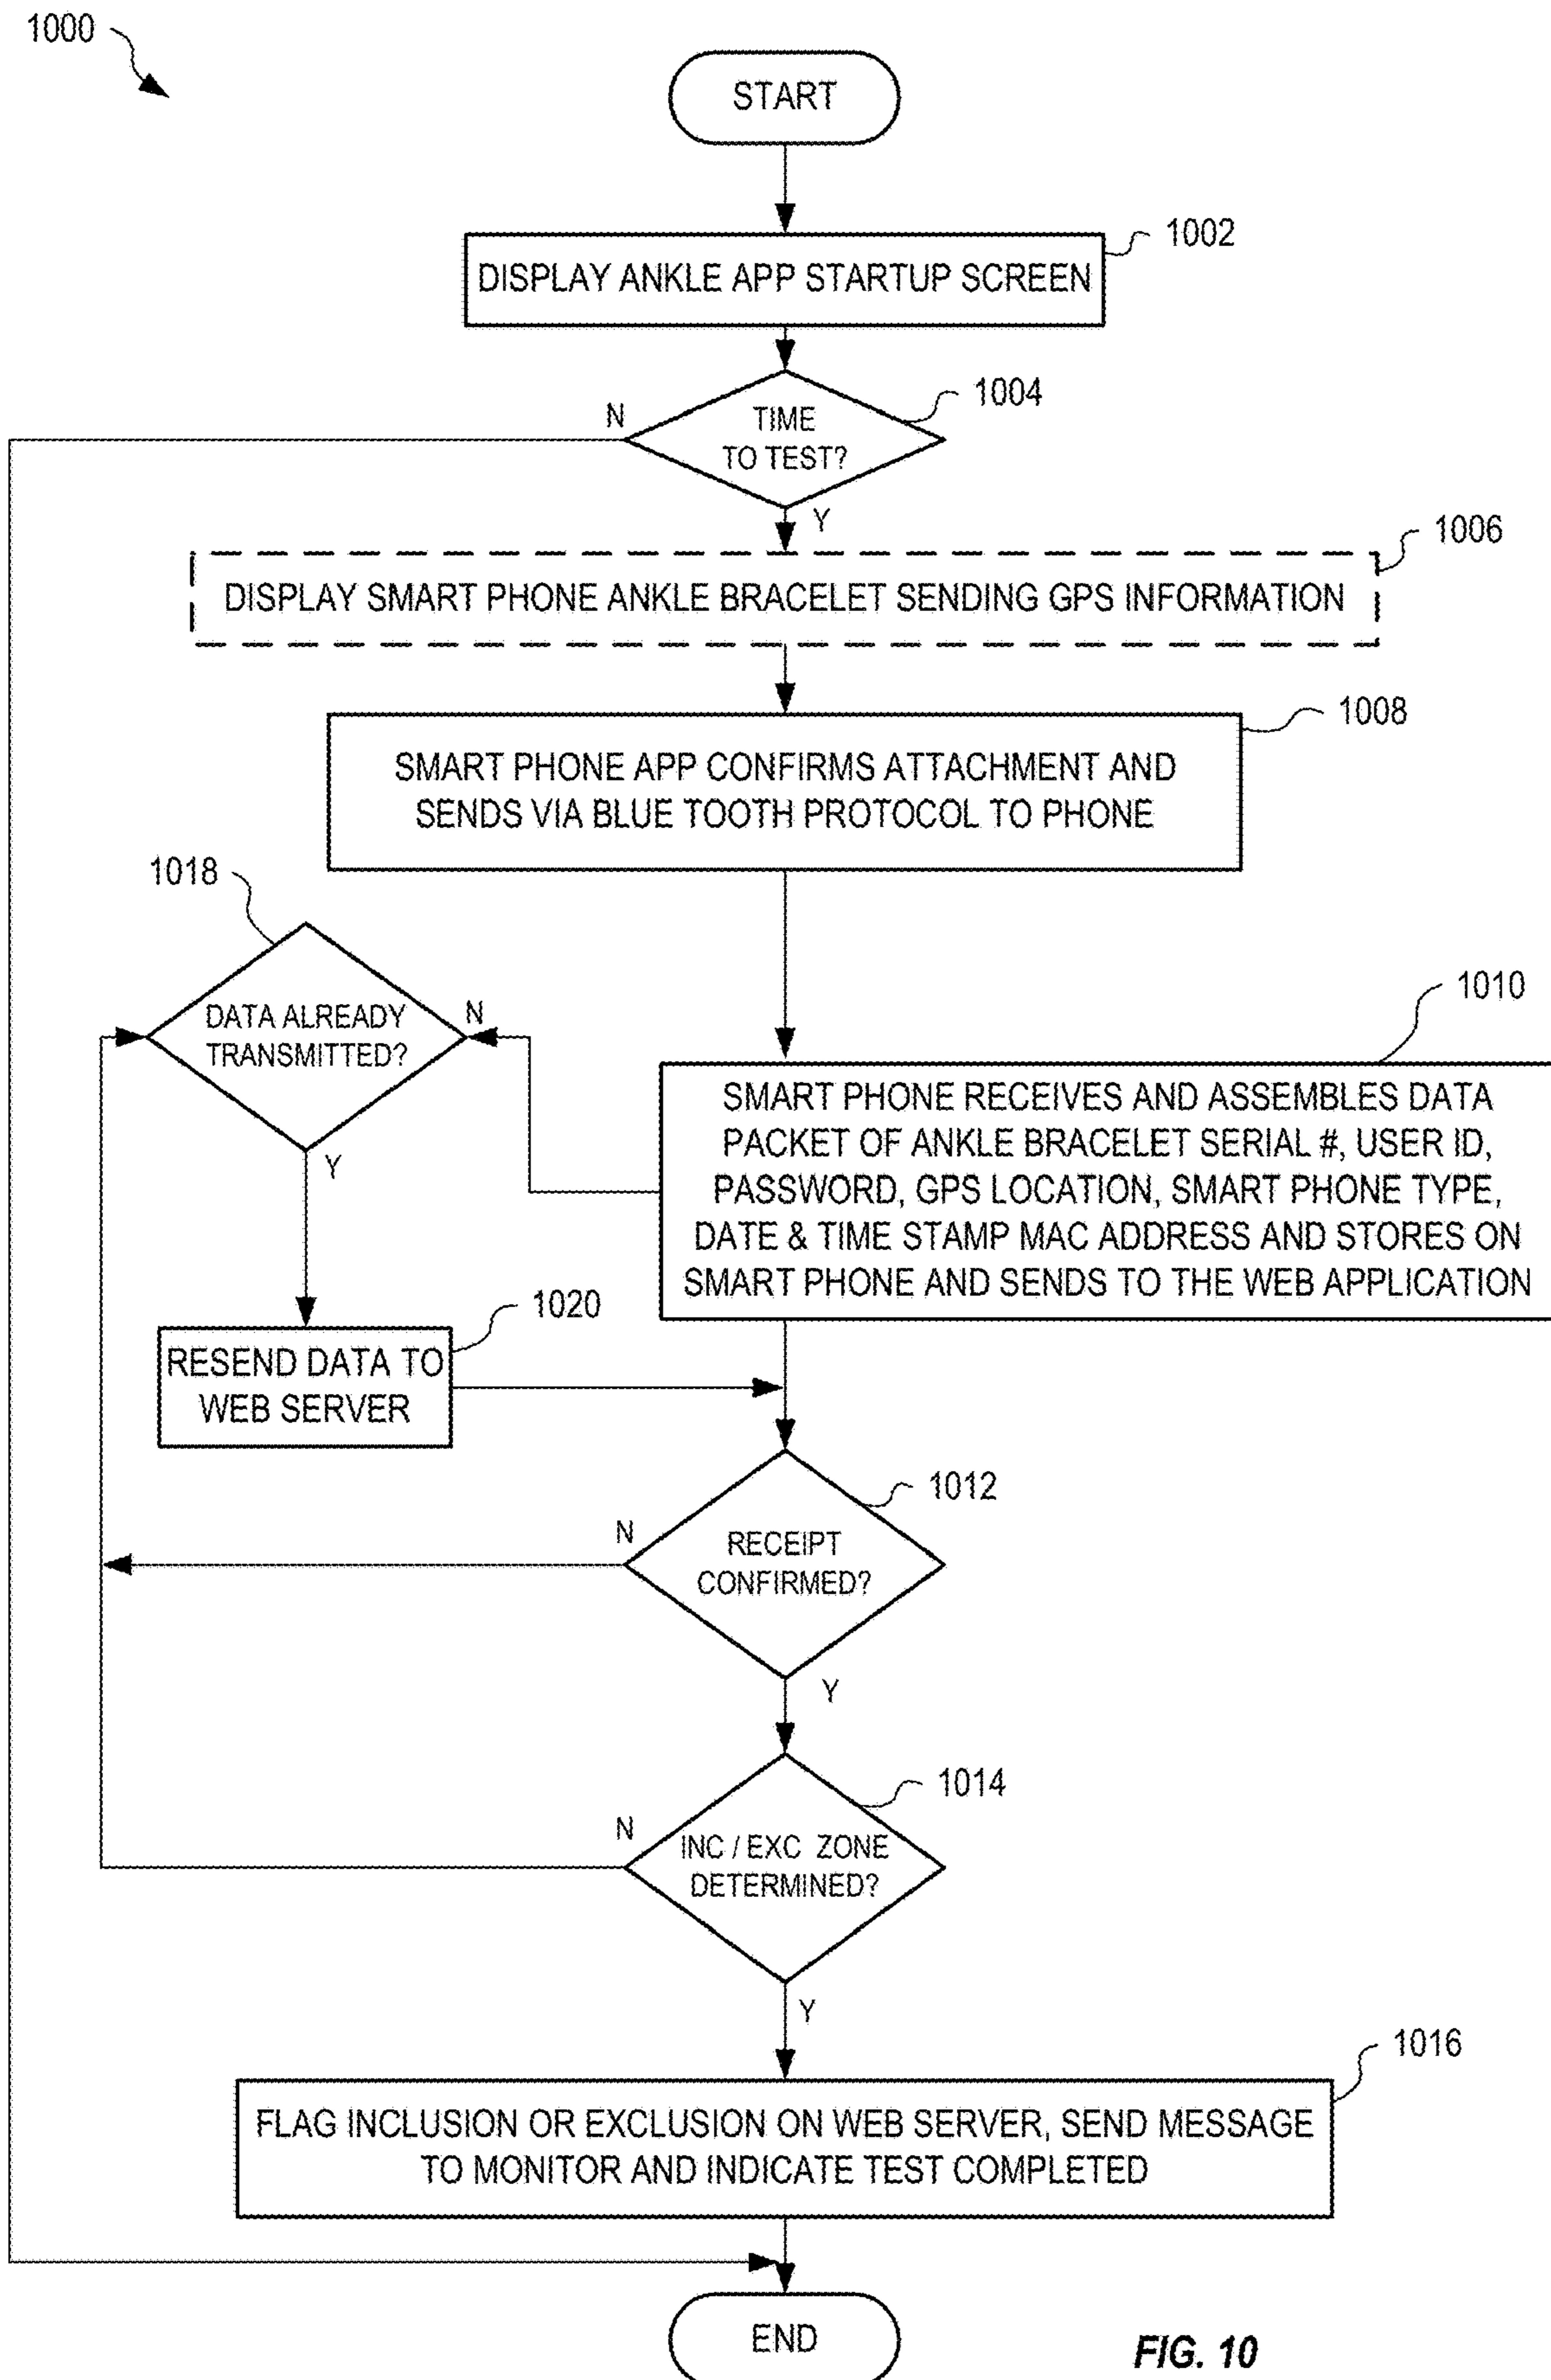 1000
START
1002
DISPLAY ANKLE APP STARTUP SCREEN
1004
N
TIME
TO TEST?
Y
1006
DISPLAY SMART PHONE ANKLE BRACELET SENDING GPS INFORMATION
1008
SMART PHONE APP CONFIRMS ATTACHMENT AND
SENDS VIA BLUE TOOTH PROTOCOL TO PHONE
1018
DATA ALREADY
TRANSMITTED?
N
Y
1010
SMART PHONE RECEIVES AND ASSEMBLES DATA
PACKET OF ANKLE BRACELET SERIAL #, USER ID,
PASSWORD, GPS LOCATION, SMART PHONE TYPE,
DATE & TIME STAMP MAC ADDRESS AND STORES ON
SMART PHONE AND SENDS TO THE WEB APPLICATION
1020
RESEND DATA TO
WEB SERVER
1012
N
RECEIPT
CONFIRMED?
Y
1014
N
INC / EXC ZONE
DETERMINED?
Y
1016
FLAG INCLUSION OR EXCLUSION ON WEB SERVER, SEND MESSAGE
TO MONITOR AND INDICATE TEST COMPLETED
END
FIG. 10